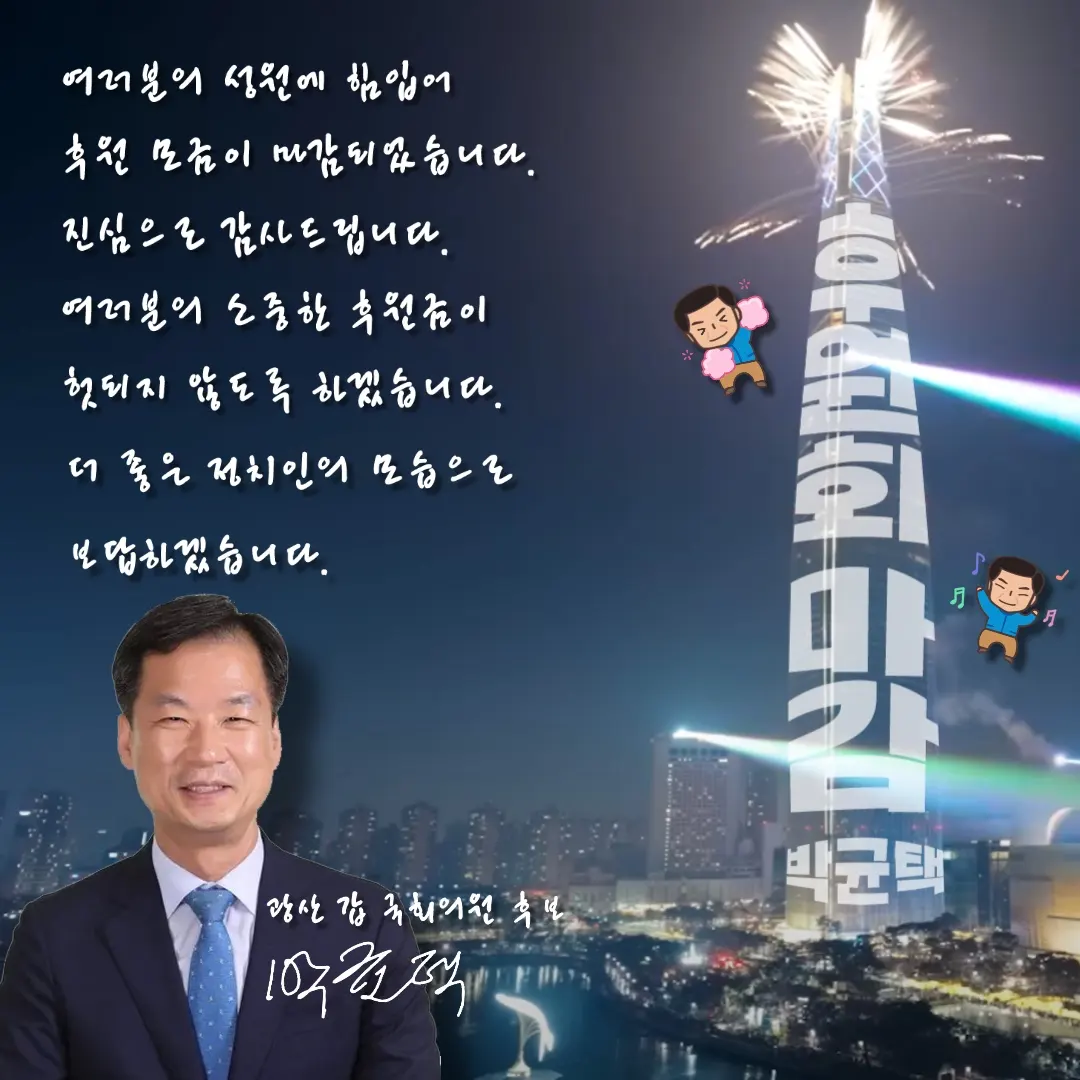 여러분의 성원에 힘입어
후원 모금이 마감되었습니다.
진심으로 감사드립니다.
여러분의 소중한 후원금이
헛되지 않도록 하겠습니다.
더 좋은 정치인의 모습으로
보답하겠습니다.
후원회 마감
박균택
광산 갑 국회의원 후보
박균택